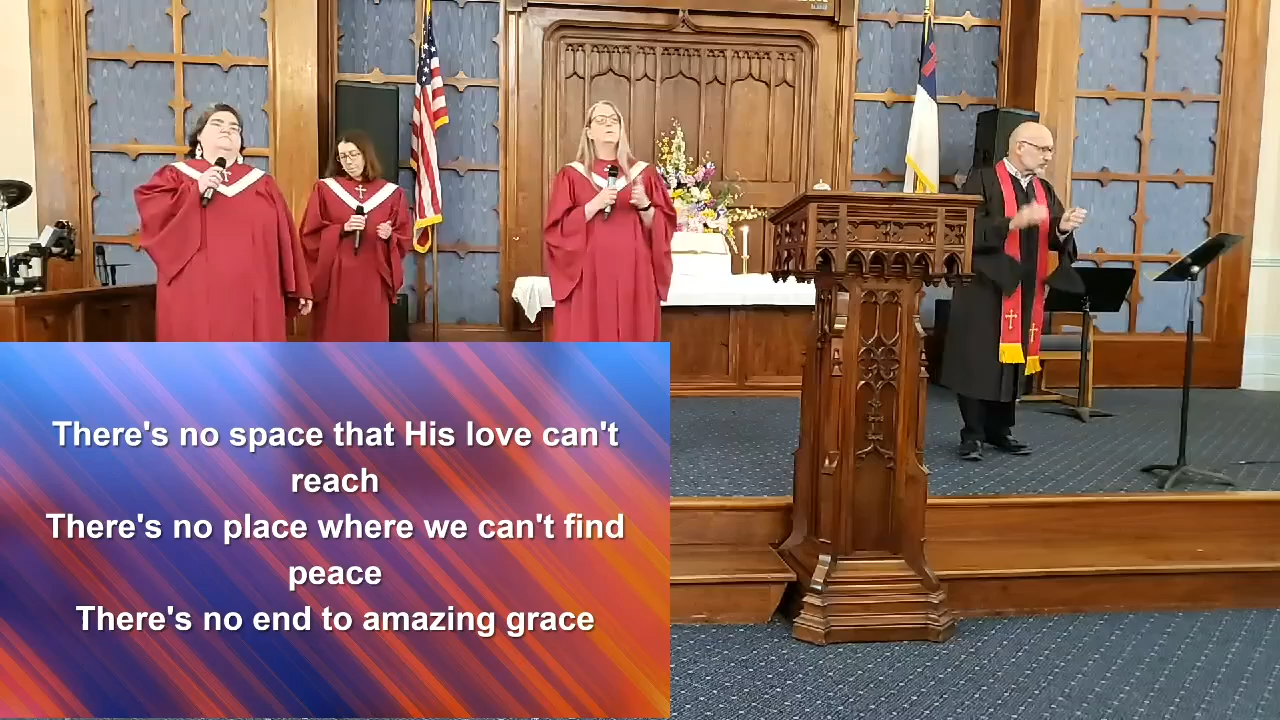 There's no space that His love can't
reach
There's no place where we can't find
peace
There's no end to amazing grace